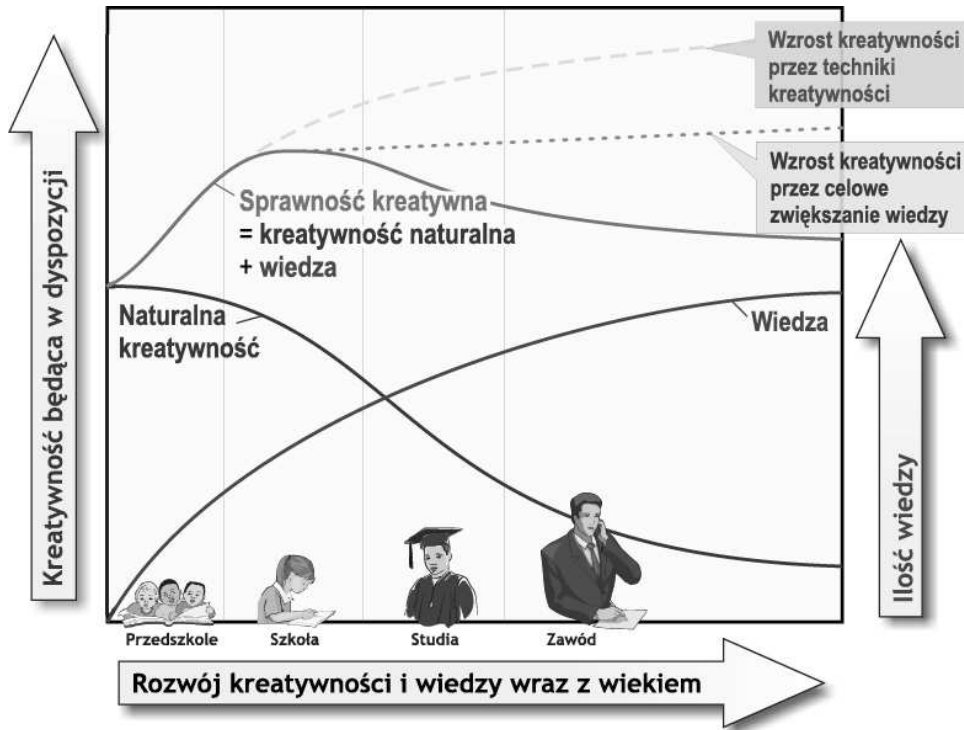 Kreatywność będąca w dyspozycji
Wzrost kreatywności
przez techniki
kreatywności
Wzrost kreatywności
przez celowe
zwiększanie wiedzy
Sprawność kreatywna
= kreatywność naturalna
+ wiedza
Naturalna
kreatywność
Wiedza
Ilość wiedzy
Przedszkole
Szkoła
Studia
Zawód
Rozwój kreatywności i wiedzy wraz z wiekiem